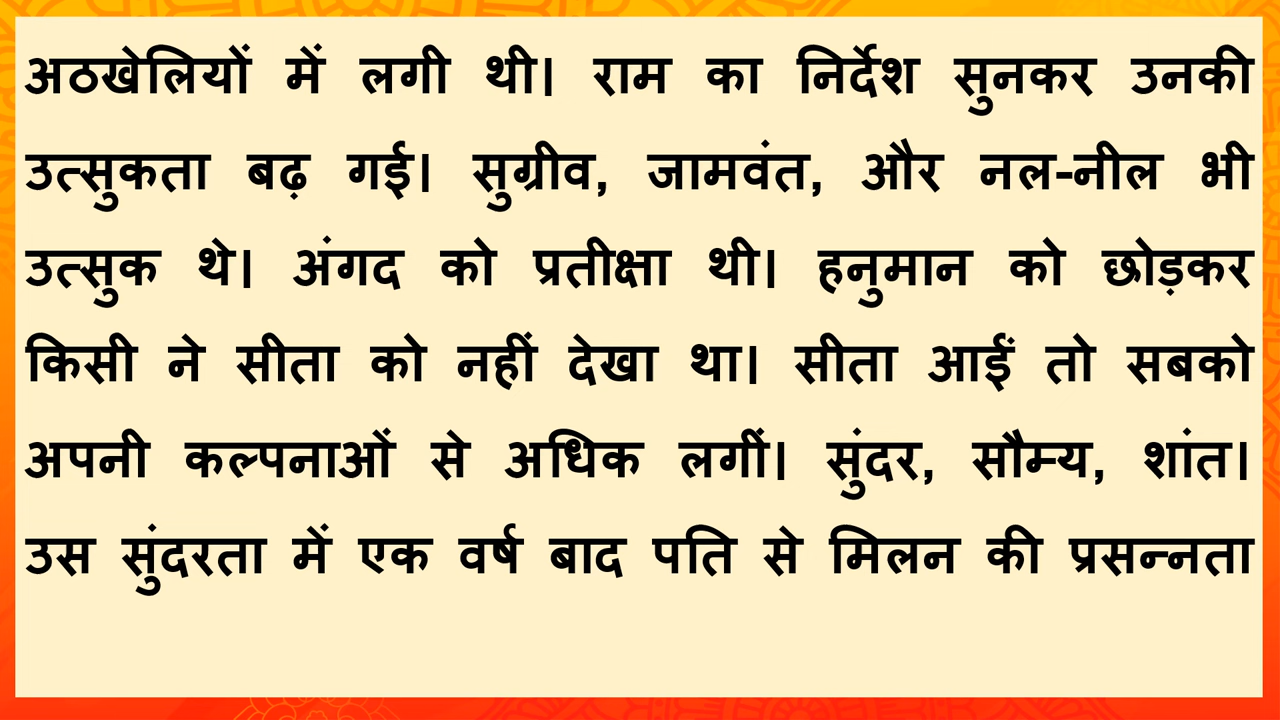 अठखेलियों में लगी थी। राम का निर्देश सुनकर उनकी
उत्सुकता बढ़ गई। सुग्रीव, जामवंत, और नल-नील भी
उत्सुक थे। अंगद को प्रतीक्षा थी। हनुमान को छोड़कर
किसी ने सीता को नहीं देखा था। सीता आईं तो सबको
अपनी कल्पनाओं से अधिक लगीं। सुंदर, सौम्य, शांत।
उस सुंदरता में एक वर्ष बाद पति से मिलन की प्रसन्नता